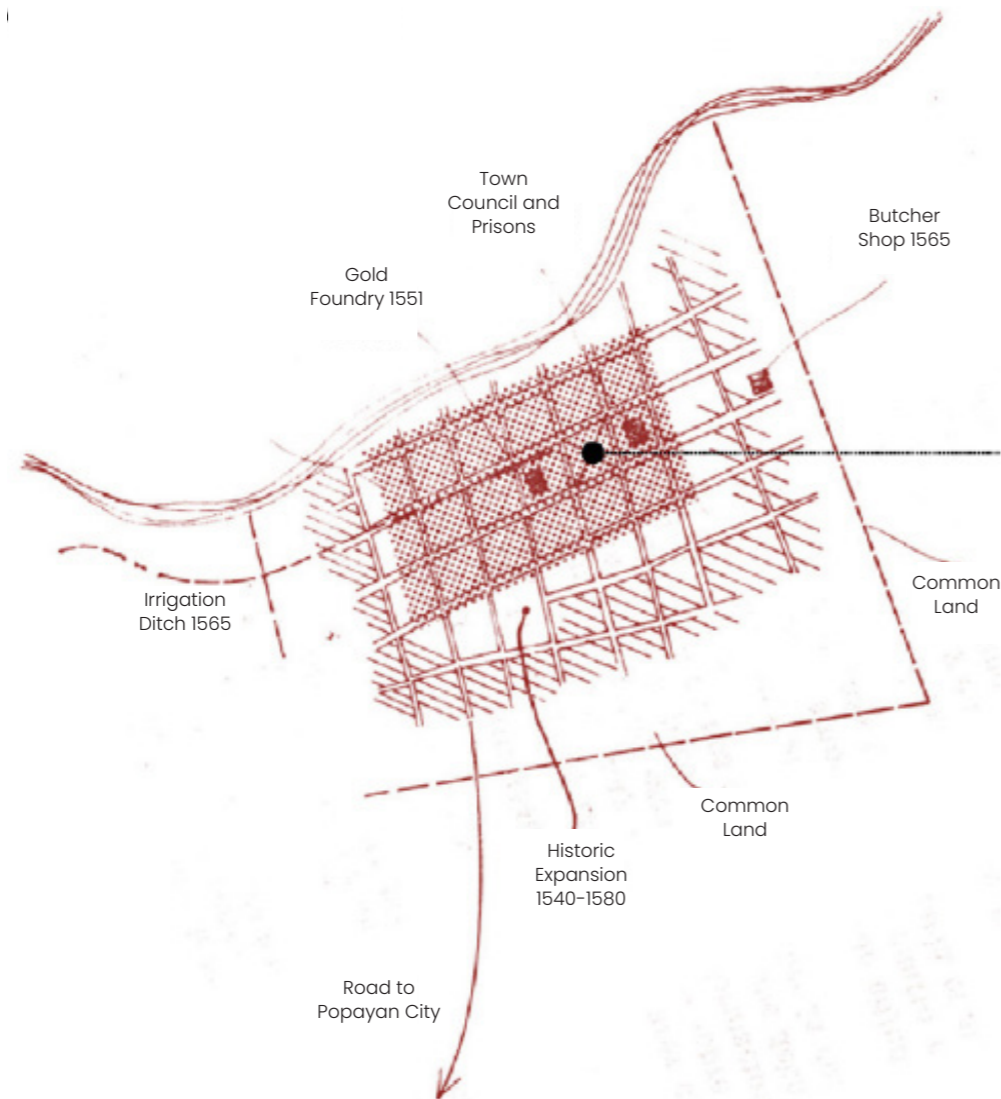 Town
Council and
Prisons
Butcher
Shop 1565
Gold
Foundry 1551
Irrigation
Ditch 1565
Common
Land
Common
Land
Historic
Expansion
1540-1580
Road to
Popayan City